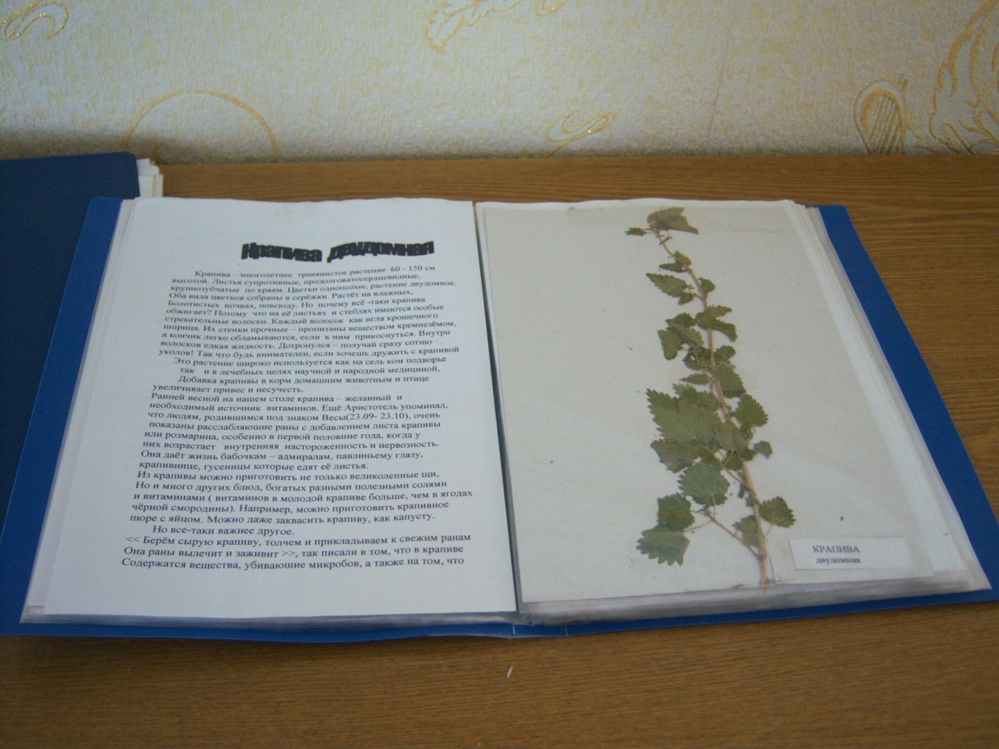 Крапива двудомная
Крапива – многолетнее травянистое растение 60 - 150 см
высотой. Листья супротивные, продолговатосердцевидные,
крупнозубчатые по краям. Цветки однополые, растение двудомное.
Оба вида цветков собраны в серёжки. Растёт на влажных,
Болотистых почвах, повсюду. Но почему всё -таки крапива
обжигает? Потому что на её листьях и стеблях имеются особые
стрекательные волоски. Каждый волосок как игла крошечного
шприца. Их стенки прочные – пропитаны веществом кремнезёмом,
а кончик легко обламываются, если к ним прикоснуться. Внутри
волосков едкая жидкость. Дотронулся – получай сразу сотню
уколов! Так что будь внимателен, если хочешь дружить с крапивой
Это растение широко используется как на сель ком подворье
так и в лечебных целях научной и народной медициной,
Добавка крапивы в корм домашним животным и птице
увеличивает привес и несучесть.
Ранней весной на нашем столе крапива – желанный и
необходимый источник витаминов. Ещё Аристотель упоминал,
что людям, родившимся под знаком Весы(23.09- 23.10), очень
показаны расслабляющие раны с добавлением листа крапивы
или розмарина, особенно в первой половине года, когда у
них возрастает внутренняя настороженность и нервозность.
Она даёт жизнь бабочкам – адмиралам, павлиньему глазу,
крапивнице, гусеницы которые едят её листья.
Из крапивы можно приготовить не только великолепные щи,
Но и много других блюд, богатых разными полезными солями
и витаминами ( витаминов в молодой крапиве больше, чем в ягодах
чёрной смородины). Например, можно приготовить крапивное
пюре с яйцом. Можно даже заквасить крапиву, как капусту.
Но все-таки важнее другое.
<< Берём сырую крапиву, толчем и прикладываем к свежим ранам
Она раны вылечит и заживит >>, так писали в том, что в крапиве
Содержатся вещества, убивающие микробов, а также на том, что
КРАПИВА
двудомная